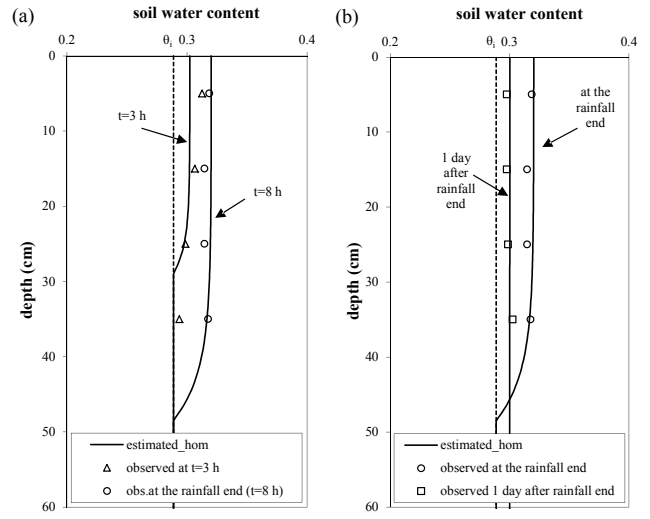 (a)
soil water content
0.2
θi
0.3
0.4
0
10
20
30
40
50
60
depth (cm)
t=3 h
t=8 h
estimated_hom
observed at t=3 h
obs.at the rainfall end (t=8 h)
(b)
soil water content
0.2
θi
0.3
0.4
0
10
20
30
40
50
60
depth (cm)
at the
rainfall
end
1 day
after
rainfall
end
estimated_hom
observed at the rainfall end
observed 1 day after rainfall end